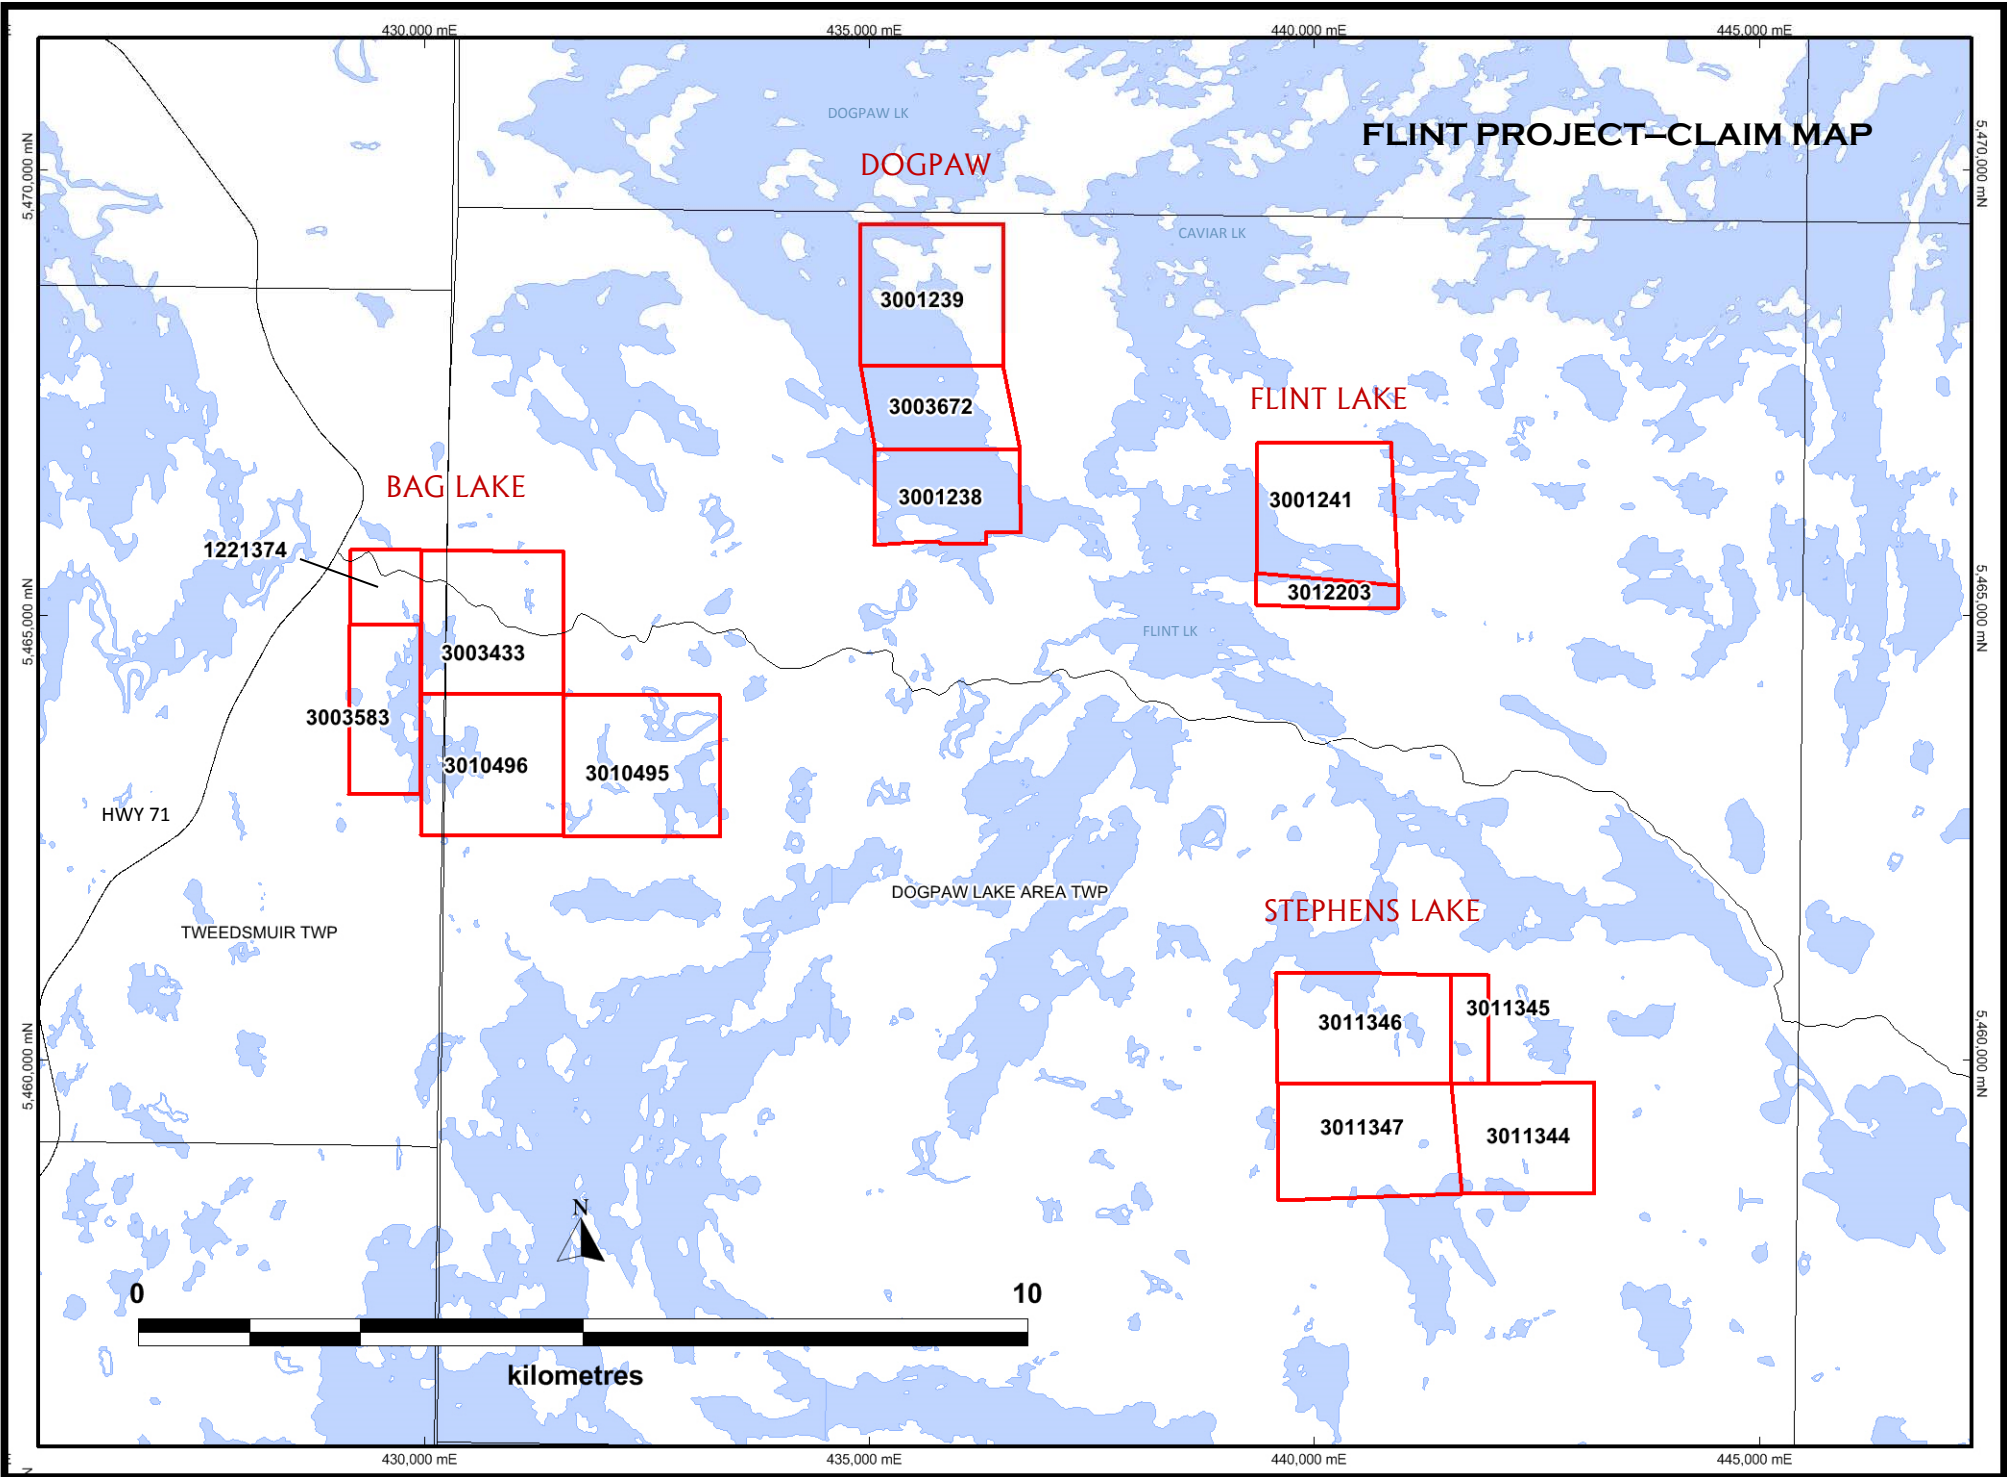 430,000 mE
435,000 mE
440,000 mE
445,000 mE
DOGPAW LK
FLINT PROJECT–CLAIM MAP
5,470,000 mN
5,470,000 mN
DOGPAW
CAVIAR LK
3001239
FLINT LAKE
3003672
BAG LAKE
3001238
3001241
1221374
3012203
5,465,000 mN
5,465,000 mN
FLINT LK
3003433
3003583
3010496
3010495
HWY 71
DOGPAW LAKE AREA TWP
STEPHENS LAKE
TWEEDSMUIR TWP
3011345
3011346
5,460,000 mN
5,460,000 mN
3011347
3011344
N
0
10
kilometres
430,000 mE
435,000 mE
440,000 mE
445,000 mE